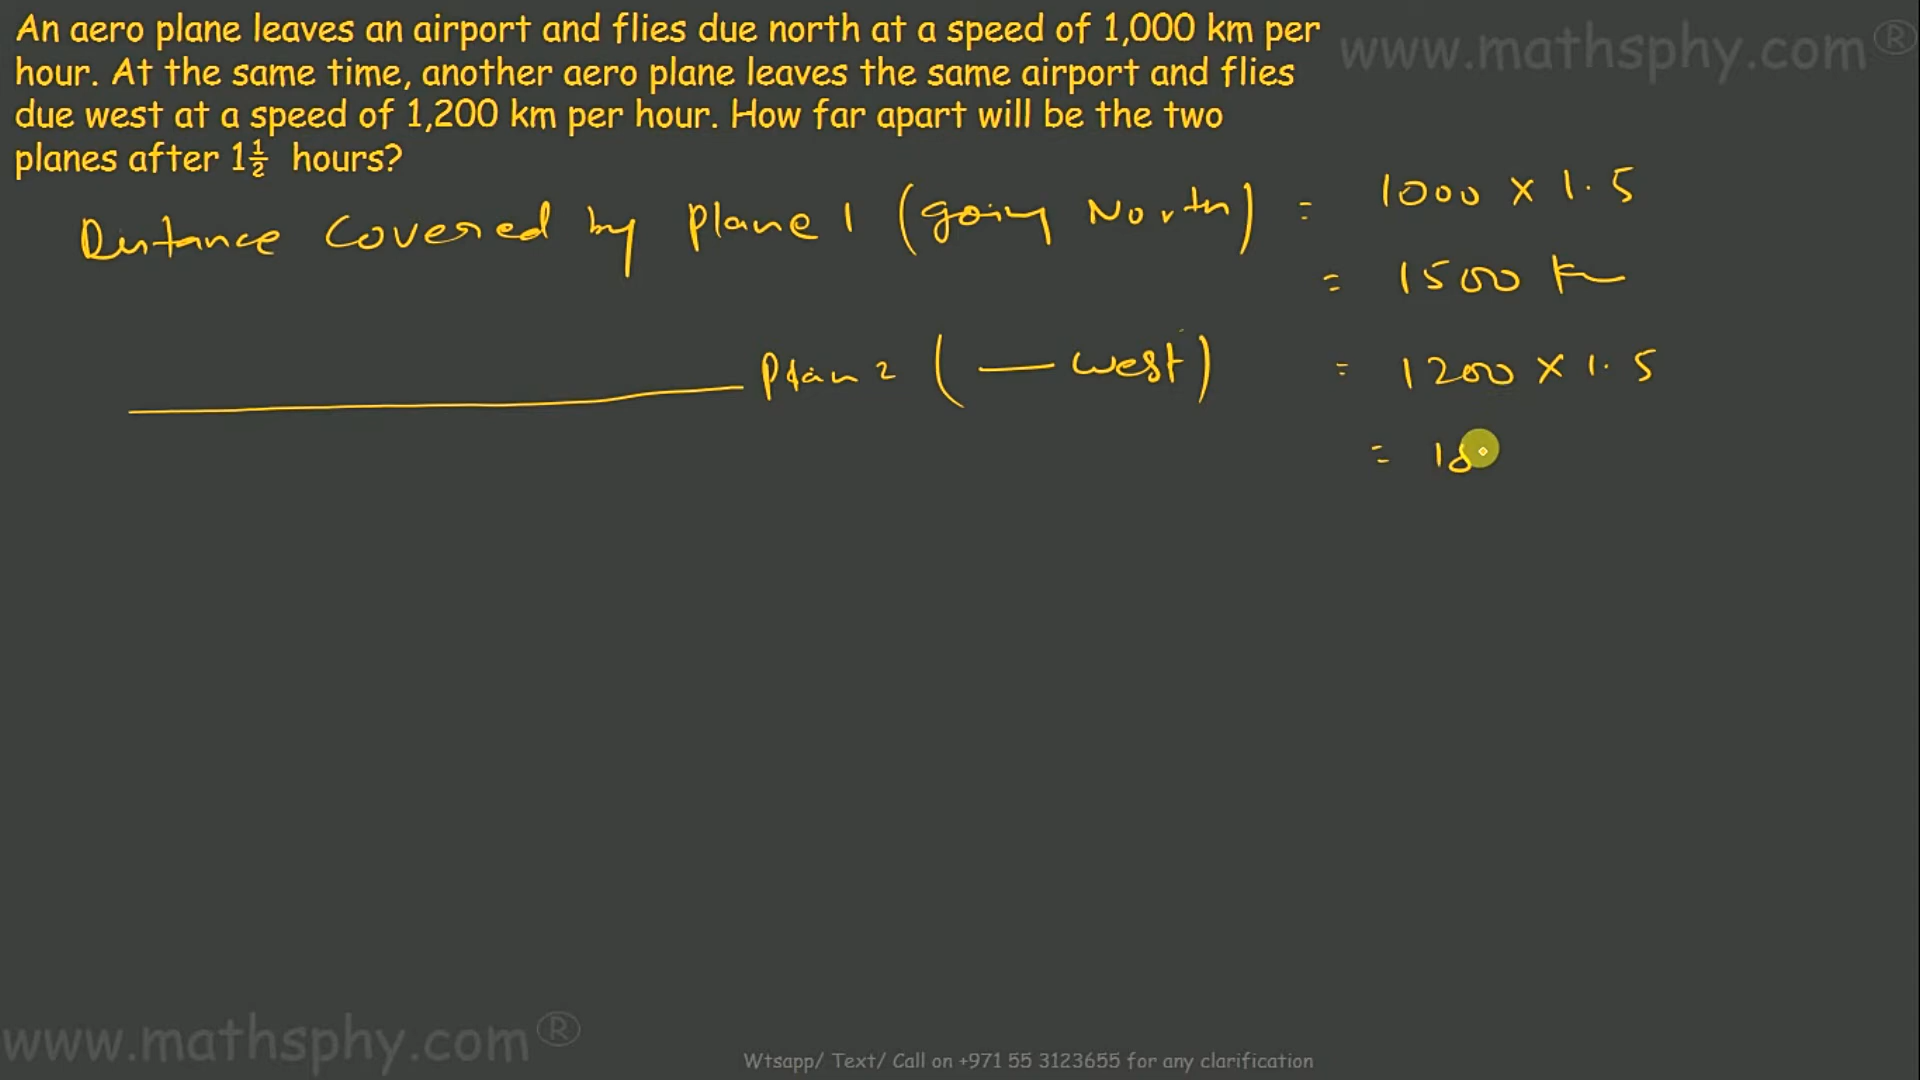 An aero plane leaves an airport and flies due north at a speed of 1,000 km per
www.mathsphy.com®
hour. At the same time, another aero plane leaves the same airport and flies
due west at a speed of 1,200 km per hour. How far apart will be the two
planes after 1½ hours?
Distance Covered by plane 1 (going North) = 1000 × 1.5
= 1500 km
plan 2 ( — west) = 1200 × 1.5
= 18
www.mathsphy.com®
Wtsapp/ Text/ Call on +971 55 3123655 for any clarification